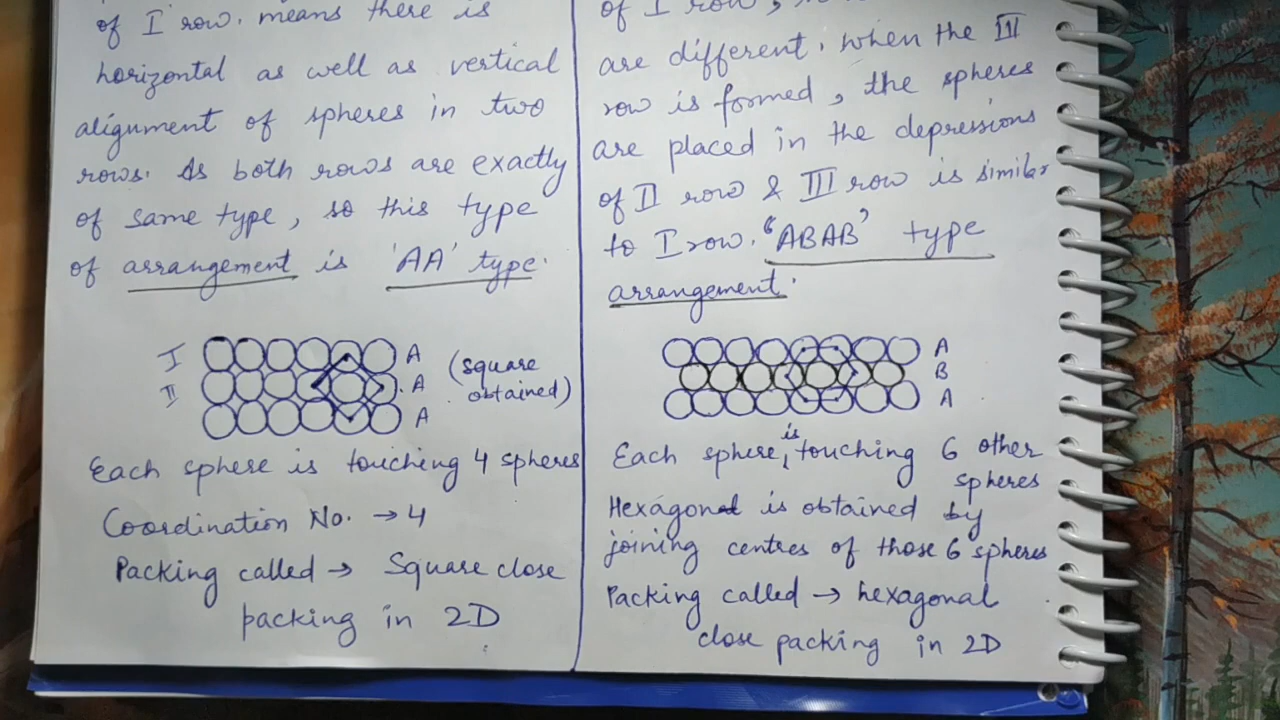 of I row. means there is
horizontal as well as vertical
alignment of spheres in two
rows. As both rows are exactly
of same type, so this type
of arrangement is 'AA' type.
I A
II A
A
(square
obtained)
Each sphere is touching 4 spheres
Coordination No. → 4
Packing called → Square close
packing in 2D
of I row,
are different. When the III
row is formed, the spheres
are placed in the depressions
of II row & III row is similar
to I row. "ABAB" type
arrangement.
A
B
A
Each sphere is touching 6 other
spheres
Hexagonal is obtained by
joining centres of those 6 spheres
Packing called → hexagonal
close packing in 2D